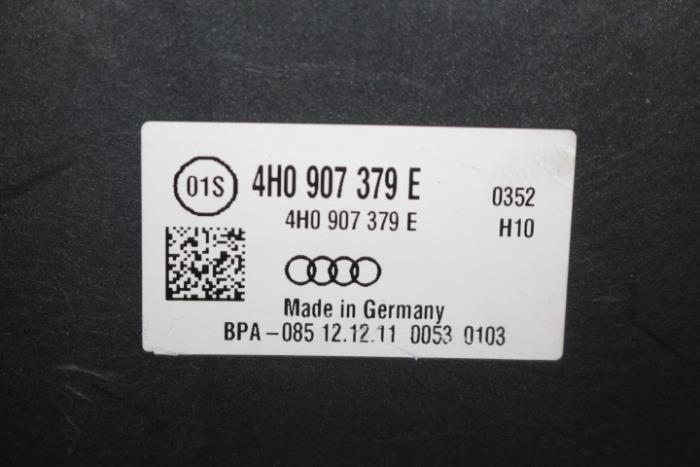 01S 4H0 907 379 E
4H0 907 379 E
0352
H10
Made in Germany
BPA-085 12.12.11 0053 0103